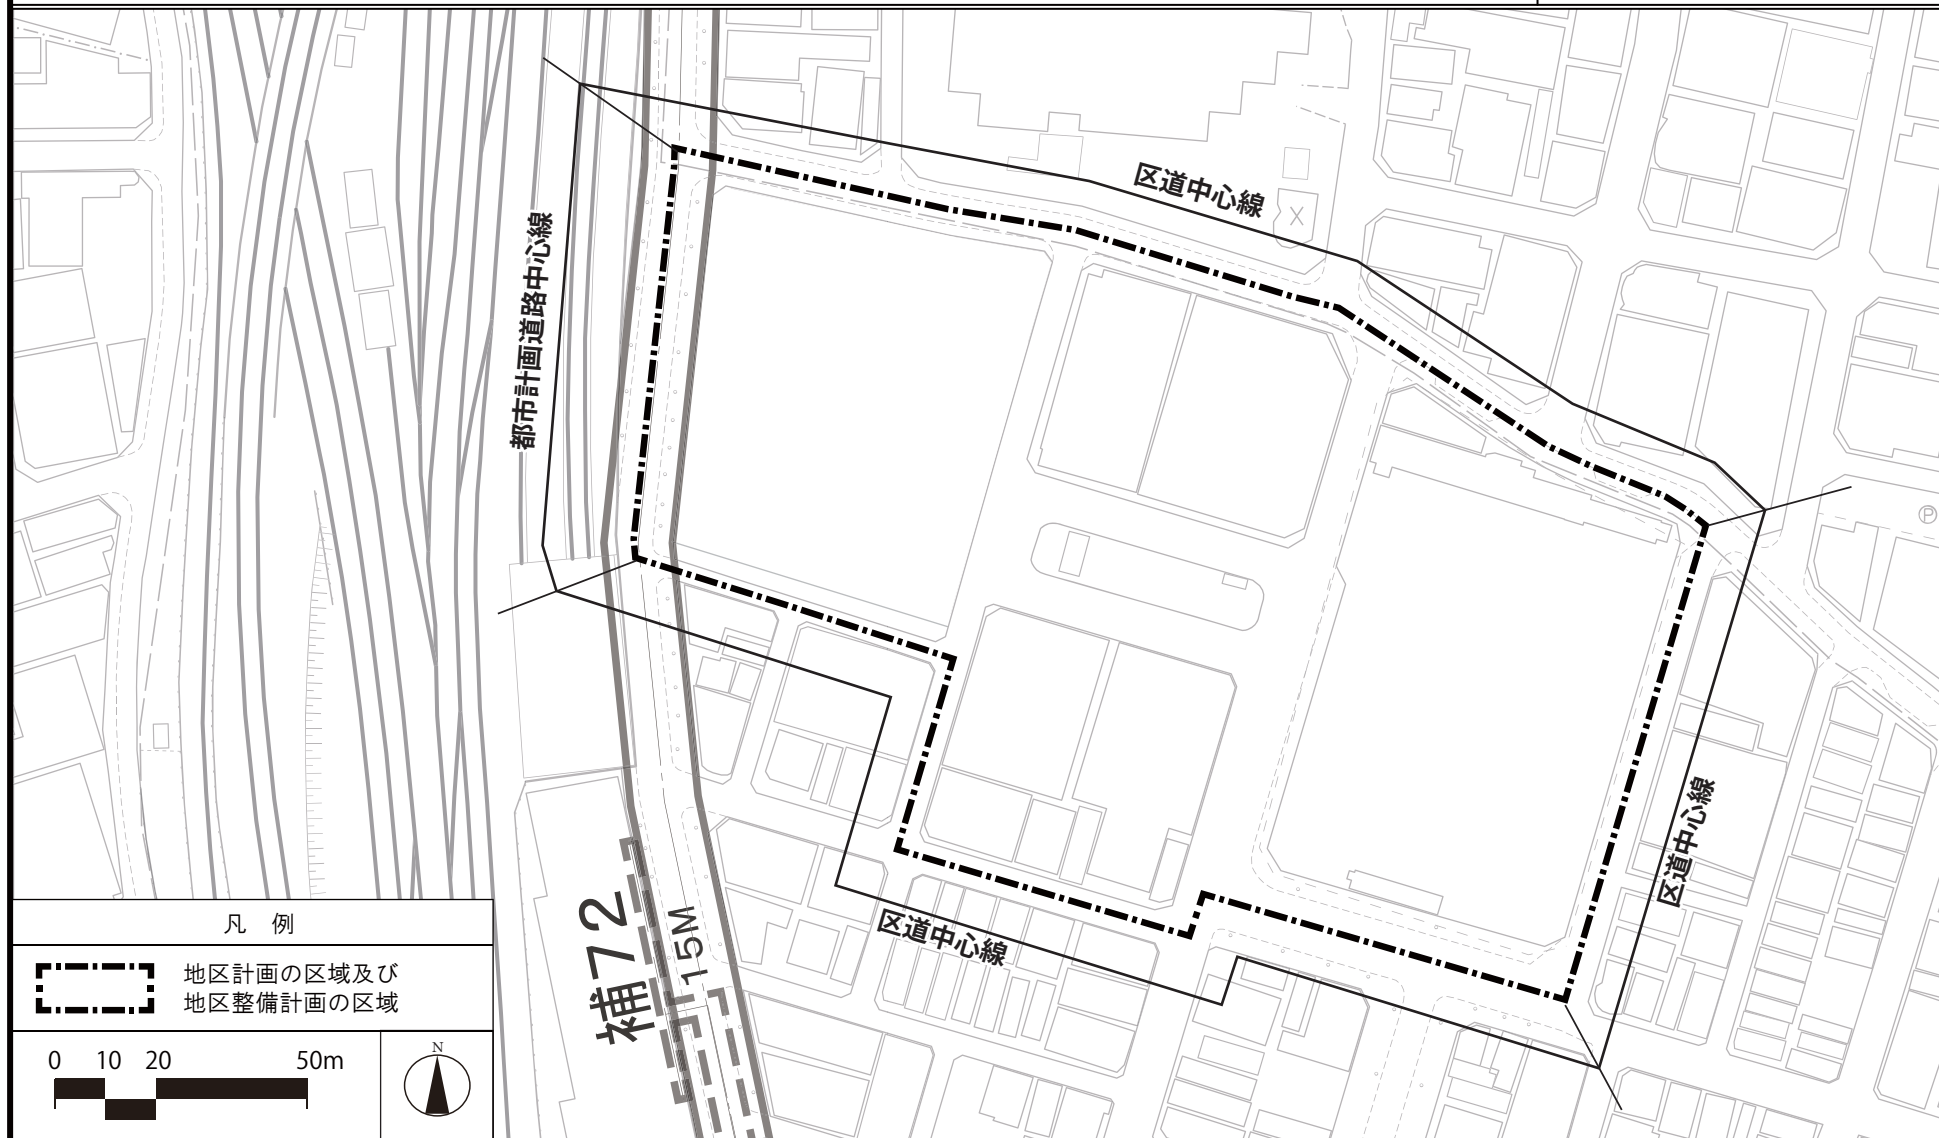 区道中心線
都市計画道路中心線
Ⓟ
区道中心線
区道中心線
補72
15M
凡 例
地区計画の区域及び
地区整備計画の区域
0 10 20 50m
N